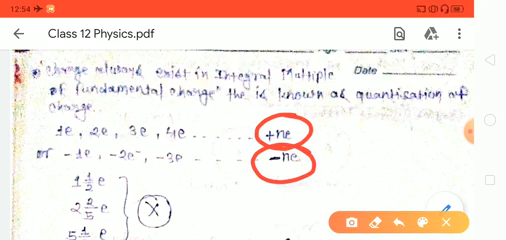 12:54
58
Class 12 Physics.pdf
"Charge always exist in Integral Multiple Date
of fundamental charge" the is known as quantisation of
charge.
1e, 2e, 3e, 4e ........ +ne
or -1e, -2e, -3e ........ -ne
1 1/2 e
2 2/5 e
X